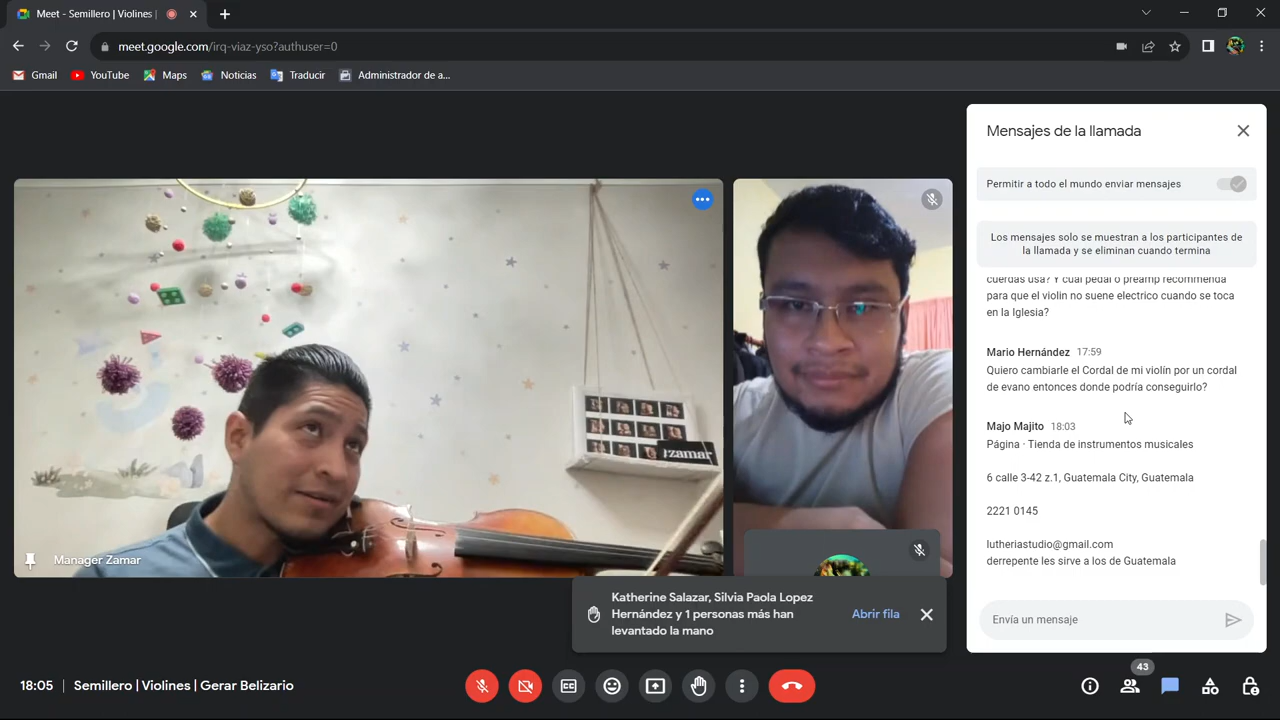 Meet - Semillero | Violines |
meet.google.com/irq-viaz-yso?authuser=0
Gmail
YouTube
Maps
Noticias
Traducir
Administrador de a...
Mensajes de la llamada
Permitir a todo el mundo enviar mensajes
Los mensajes solo se muestran a los participantes de
la llamada y se eliminan cuando termina
cuerdas usa? Y cual pedal o preamp recomenda
para que el violin no suene electrico cuando se toca
en la Iglesia?
Mario Hernández 17:59
Quiero cambiarle el Cordal de mi violín por un cordal
de evano entonces donde podría conseguirlo?
Majo Majito 18:03
Página · Tienda de instrumentos musicales
6 calle 3-42 z.1, Guatemala City, Guatemala
2221 0145
lutheriastudio@gmail.com
derrepente les sirve a los de Guatemala
Envía un mensaje
zamar
Manager Zamar
Katherine Salazar, Silvia Paola Lopez
Hernández y 1 personas más han
levantado la mano
Abrir fila
18:05 | Semillero | Violines | Gerar Belizario
43